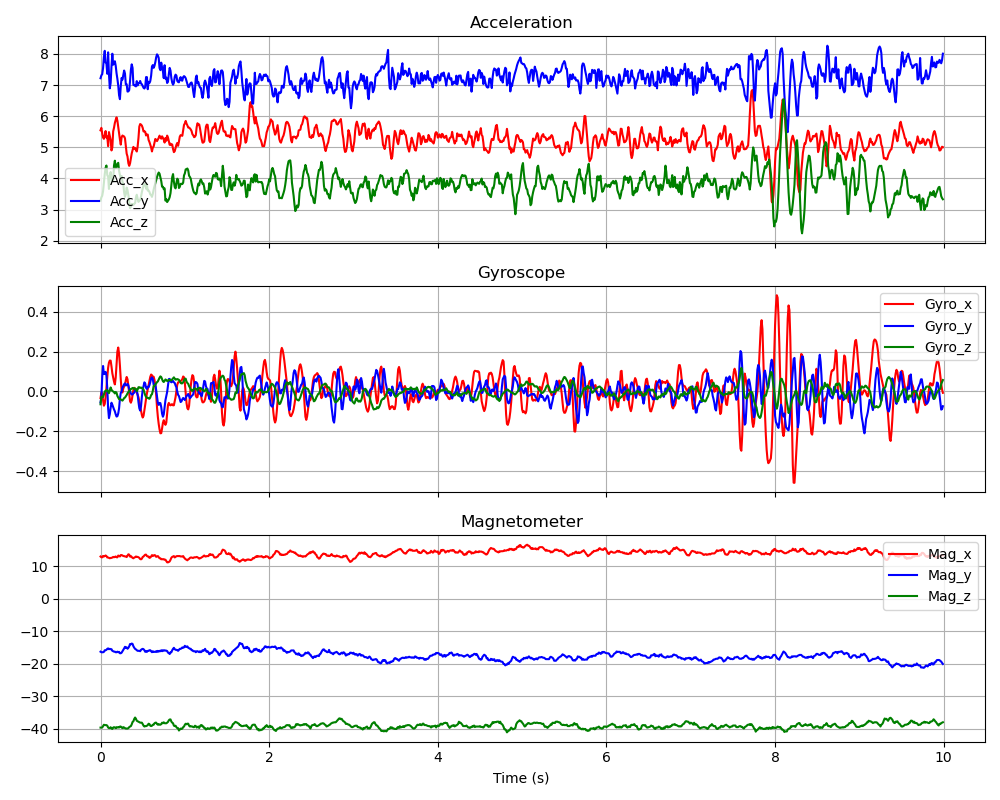 Acceleration
8
7
6
5
4
3
2
Acc_x
Acc_y
Acc_z
Gyroscope
0.4
0.2
0.0
−0.2
−0.4
Gyro_x
Gyro_y
Gyro_z
Magnetometer
10
0
−10
−20
−30
−40
Mag_x
Mag_y
Mag_z
0 2 4 6 8 10
Time (s)